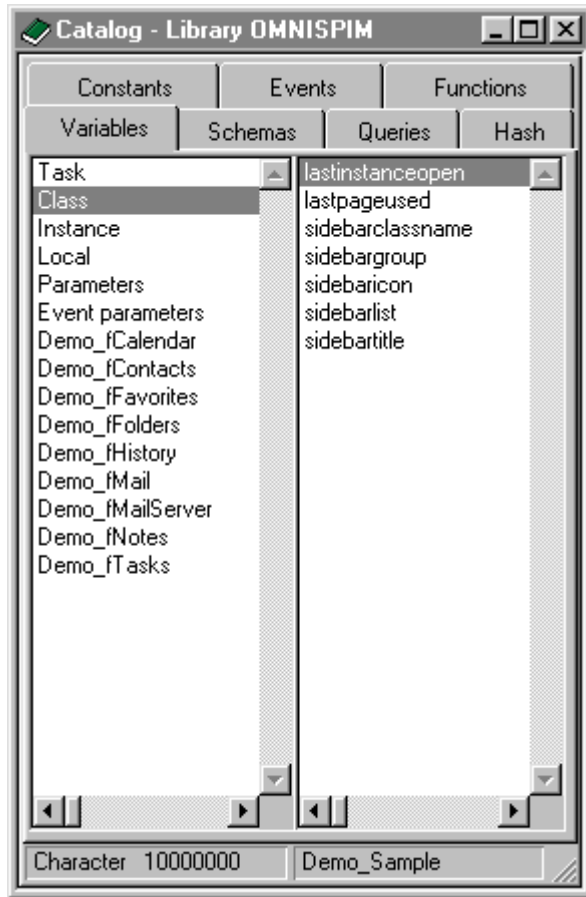 Catalog - Library OMNISPIM
Constants
Events
Functions
Variables
Schemas
Queries
Hash
Task
Class
Instance
Local
Parameters
Event parameters
Demo_fCalendar
Demo_fContacts
Demo_fFavorites
Demo_fFolders
Demo_fHistory
Demo_fMail
Demo_fMailServer
Demo_fNotes
Demo_fTasks
lastinstanceopen
lastpageused
sidebarclassname
sidebargroup
sidebaricon
sidebarlist
sidebartitle
Character 10000000
Demo_Sample